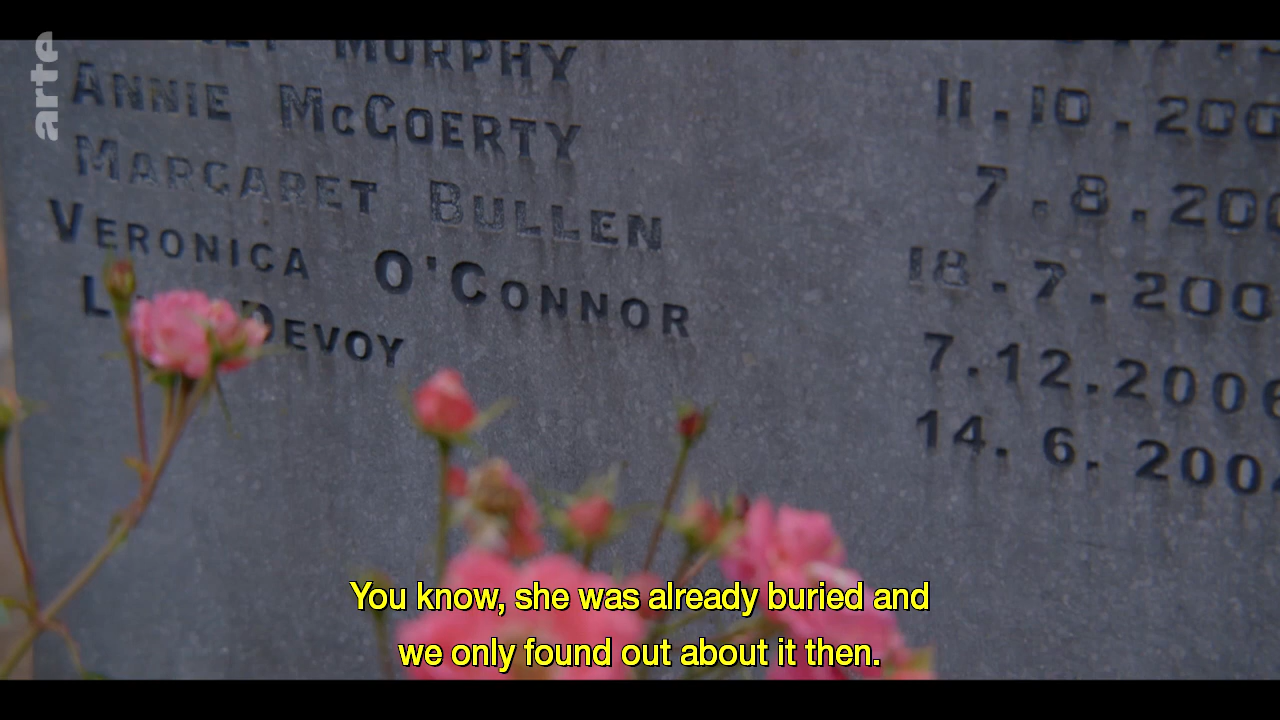 arte
MURPHY
ANNIE McGOERTY 11.10.200
MARGARET BULLEN 7.8.200
VERONICA O'CONNOR 18.7.200
DEVOY 7.12.2006
14.6.200
You know, she was already buried and
we only found out about it then.